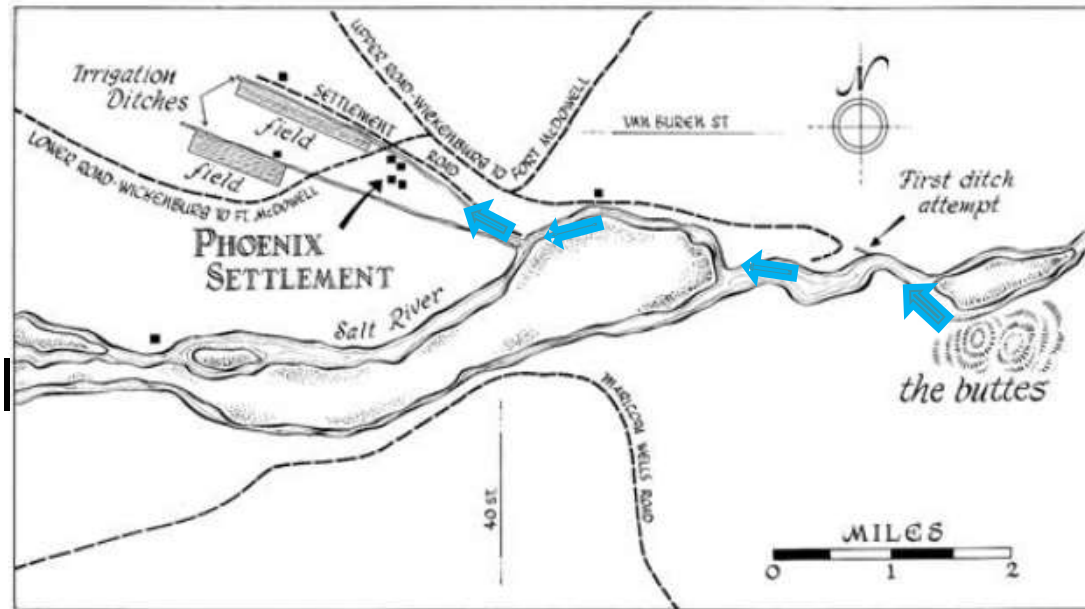 Irrigation
Ditches
SETTLEMENT
ROAD
field
field
UPPER ROAD-WICKENBURG TO
FORT McDOWELL
LOWER ROAD-WICKENBURG TO FT. McDOWELL
VAN BUREN ST.
N
First ditch
attempt
PHOENIX
SETTLEMENT
Salt River
the buttes
WELLS ROAD
40 ST.
MILES
0 1 2